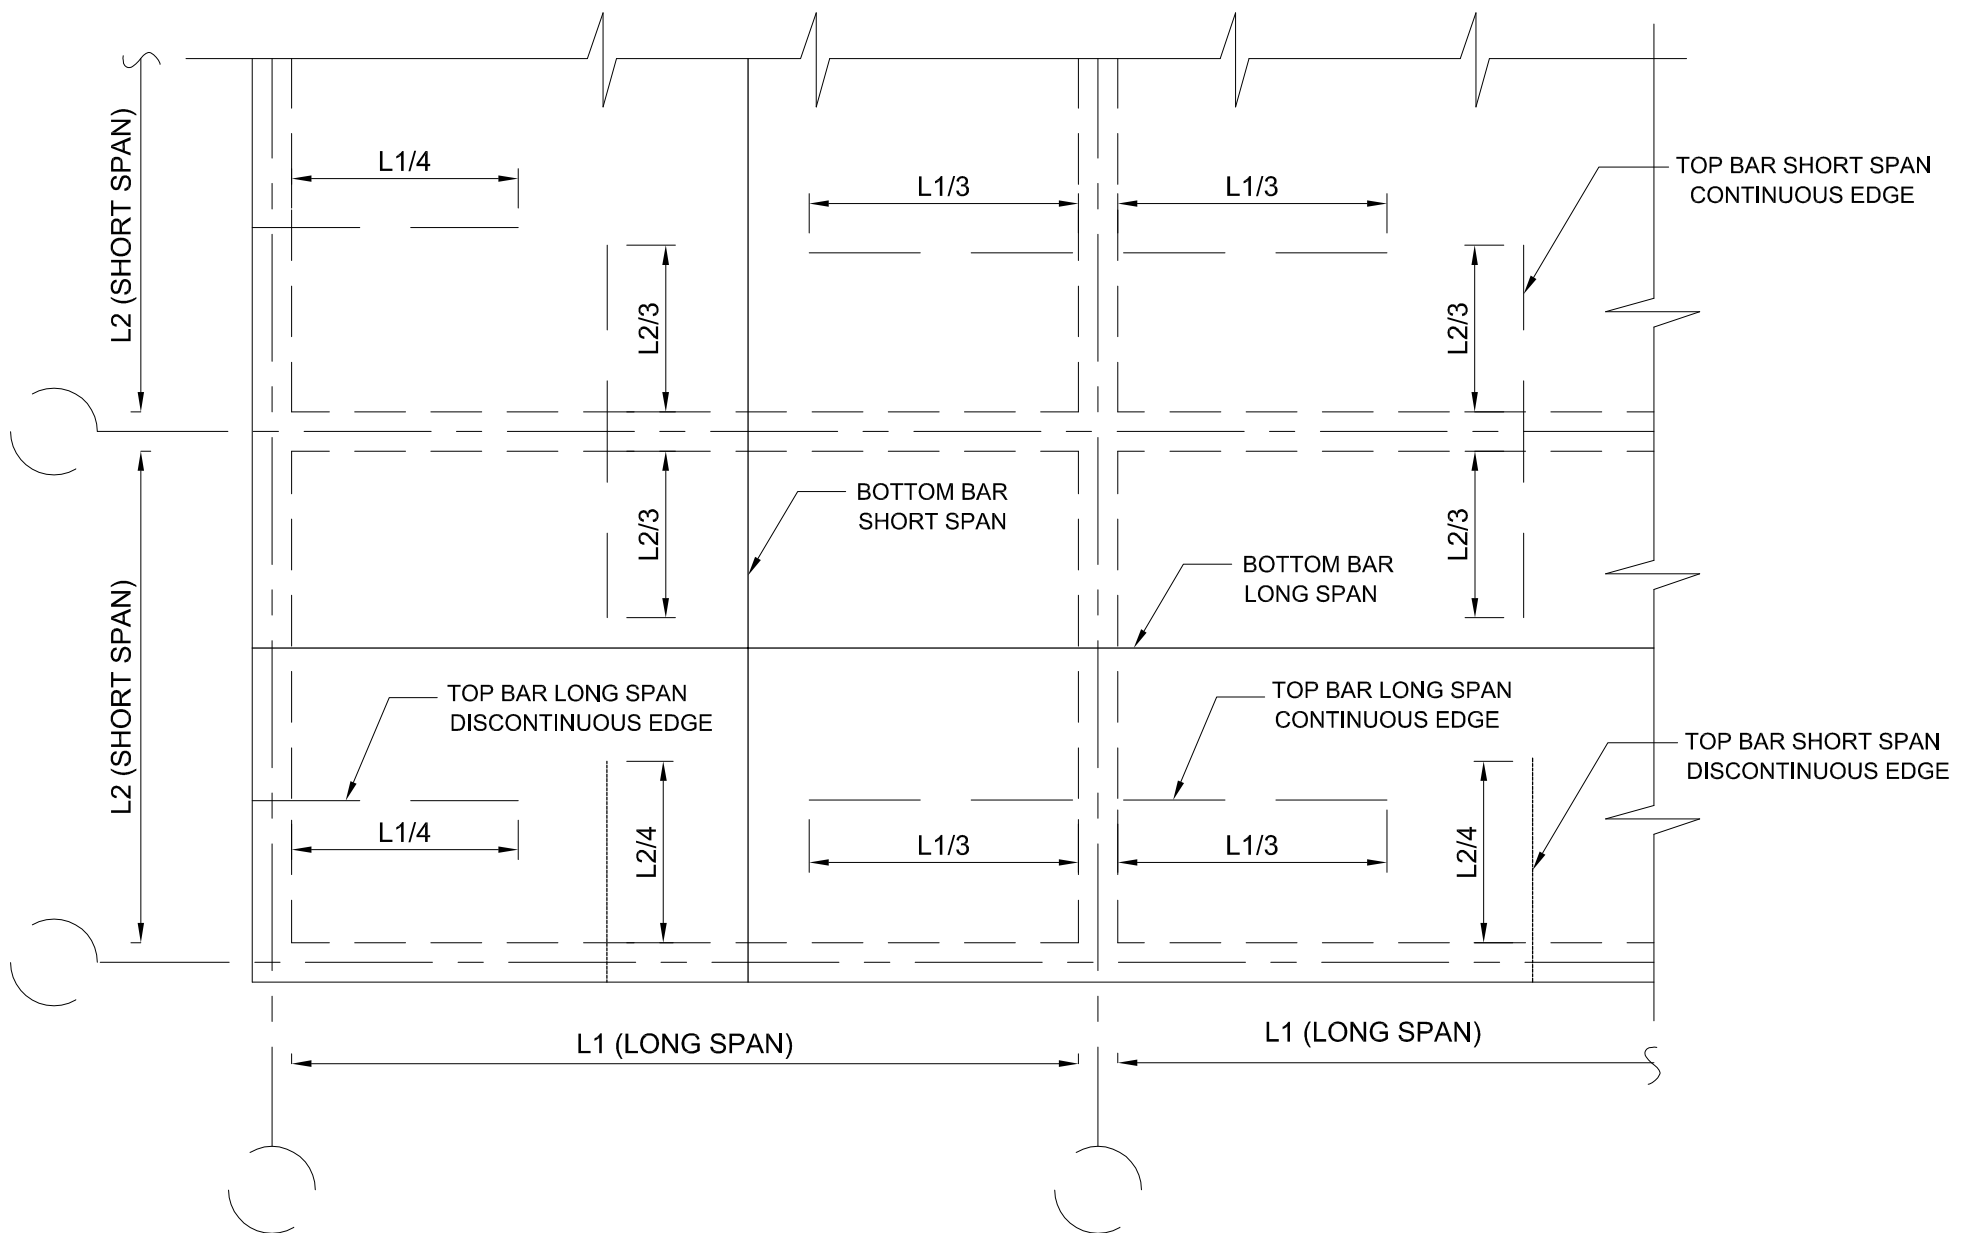 L1/4
TOP BAR SHORT SPAN
CONTINUOUS EDGE
L1/3
L1/3
L2 (SHORT SPAN)
L2/3
L2/3
BOTTOM BAR
SHORT SPAN
L2/3
L2/3
BOTTOM BAR
LONG SPAN
L2 (SHORT SPAN)
TOP BAR LONG SPAN
DISCONTINUOUS EDGE
TOP BAR LONG SPAN
CONTINUOUS EDGE
TOP BAR SHORT SPAN
DISCONTINUOUS EDGE
L1/4
L2/4
L1/3
L1/3
L2/4
L1 (LONG SPAN)
L1 (LONG SPAN)